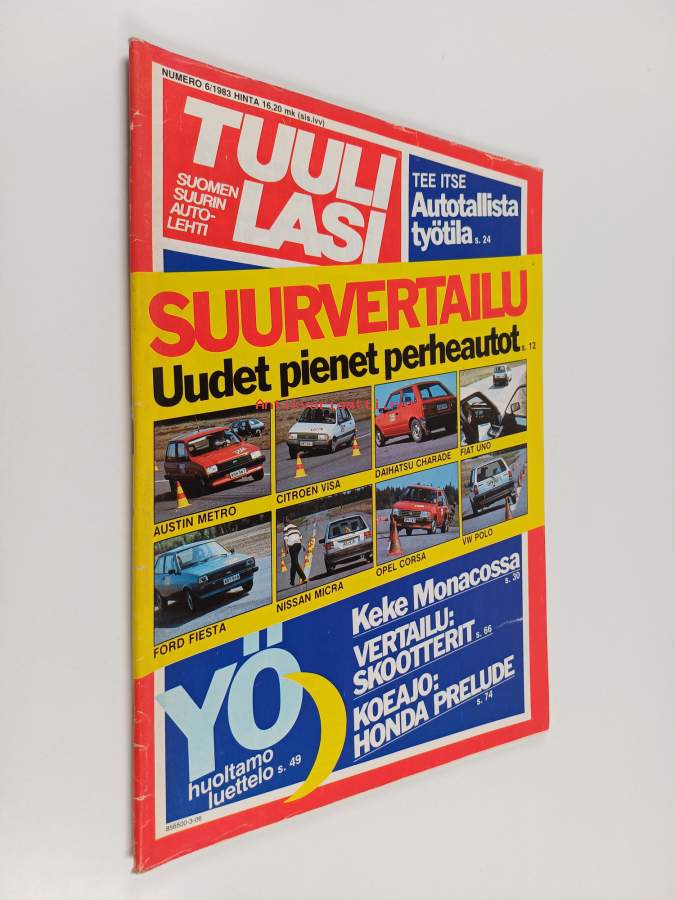 NUMERO 6/1983 HINTA 16,20 mk (sis.lvv)
TUULI
LASI
SUOMEN
SUURIN
AUTO-
LEHTI
TEE ITSE
Autotallista
työtila s. 24
SUURVERTAILU
Uudet pienet perheautot s. 12
AUSTIN METRO
CITROEN ViSA
DAIHATSU CHARADE
FIAT UNO
FORD FIESTA
NISSAN MICRA
OPEL CORSA
VW POLO
YÖ
huoltamo
luettelo s. 49
Keke Monacossa
s. 30
VERTAILU:
SKOOTTERIT s. 66
KOEAJO:
HONDA PRELUDE
s. 74
856500-3-06